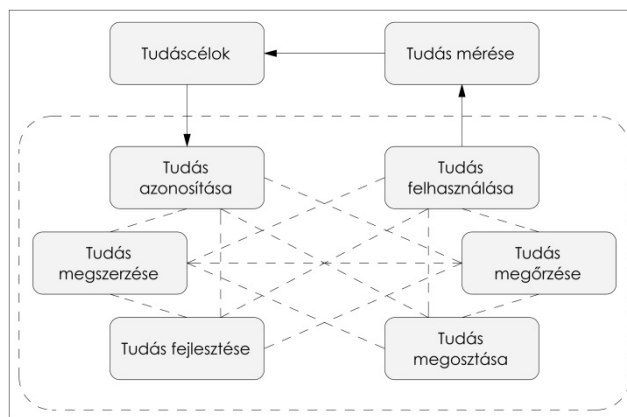 Tudáscélok
Tudás mérése
Tudás
azonosítása
Tudás
felhasználása
Tudás
megszerzése
Tudás
megőrzése
Tudás fejlesztése
Tudás
megosztása